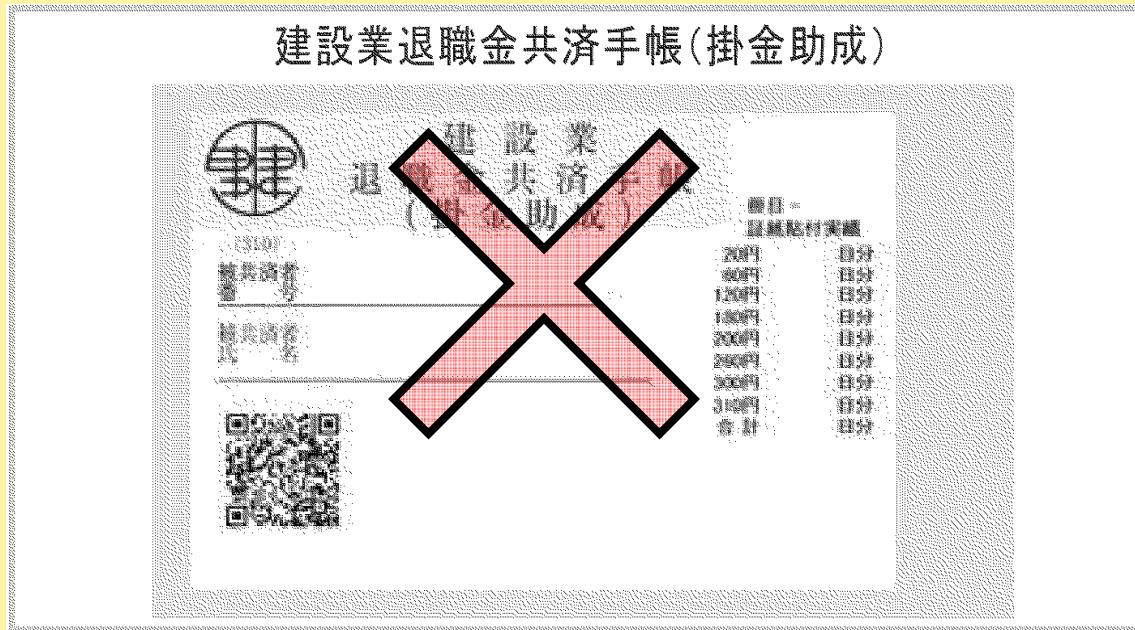 建設業退職金共済手帳(掛金助成)
建設業
退職金共済手帳
(掛金助成)
(310)
被共済者
番号
被共済者
氏名
冊目
証紙貼付実績
20円 日分
60円 日分
120円 日分
180円 日分
200円 日分
260円 日分
300円 日分
310円 日分
合計 日分